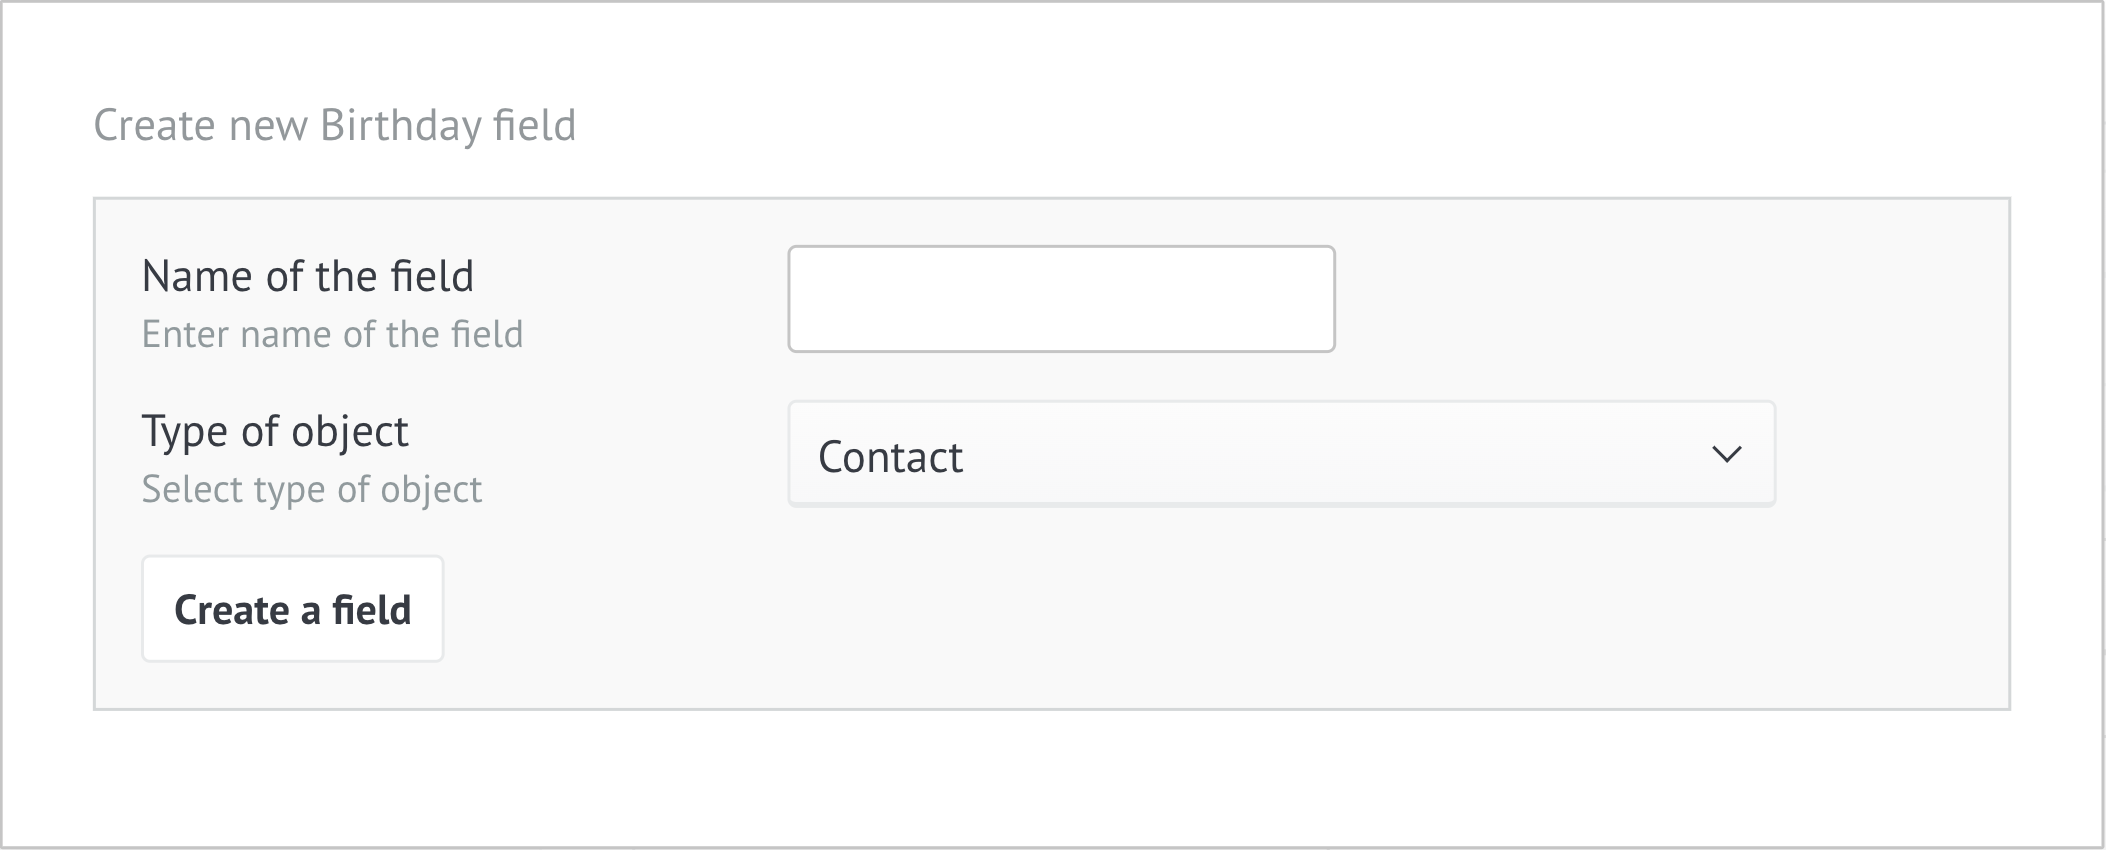 Create new Birthday field
Name of the field
Enter name of the field
Type of object
Contact
Select type of object
Create a field